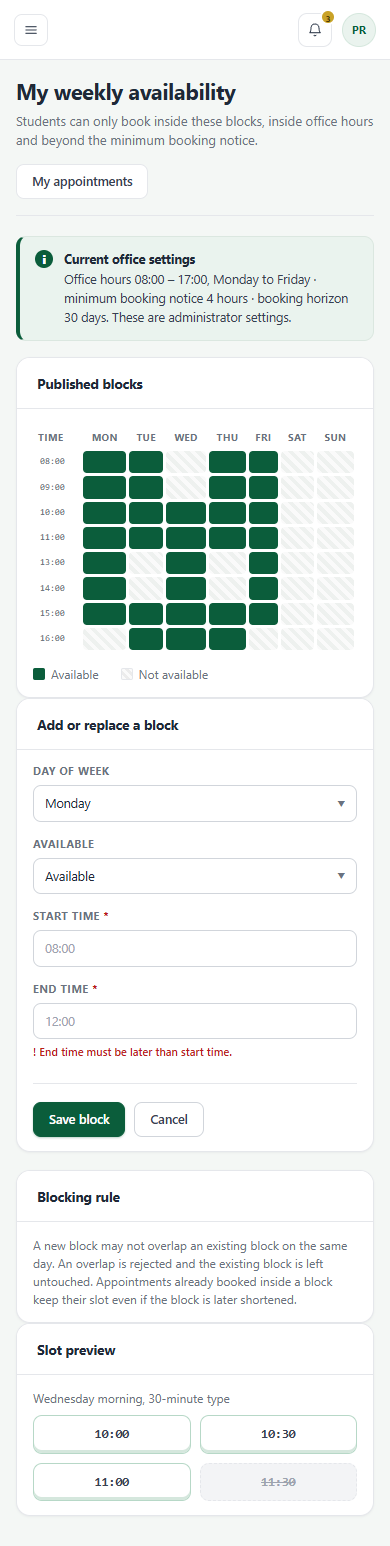 3
PR
My weekly availability
Students can only book inside these blocks, inside office hours
and beyond the minimum booking notice.
My appointments
i
Current office settings
Office hours 08:00 – 17:00, Monday to Friday ·
minimum booking notice 4 hours · booking horizon
30 days. These are administrator settings.
Published blocks
TIME MON TUE WED THU FRI SAT SUN
08:00
09:00
10:00
11:00
13:00
14:00
15:00
16:00
Available Not available
Add or replace a block
DAY OF WEEK
Monday
AVAILABLE
Available
START TIME *
08:00
END TIME *
12:00
! End time must be later than start time.
Save block Cancel
Blocking rule
A new block may not overlap an existing block on the same
day. An overlap is rejected and the existing block is left
untouched. Appointments already booked inside a block
keep their slot even if the block is later shortened.
Slot preview
Wednesday morning, 30-minute type
10:00 10:30
11:00 11:30